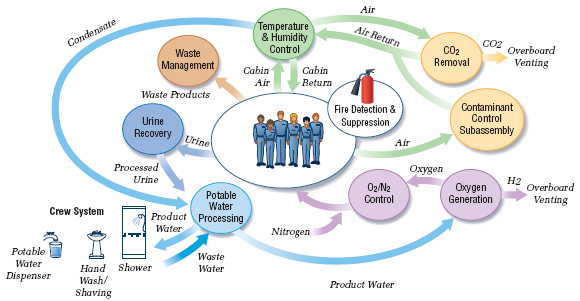 Condensate
Temperature
& Humidity
Control
Air
Air Return
CO2
Removal
CO2
Overboard
Venting
Waste
Management
Waste Products
Cabin
Air
Cabin
Return
Fire Detection &
Suppression
Contaminant
Control
Subassembly
Urine
Recovery
Urine
Air
Processed
Urine
Potable
Water
Processing
O2/N2
Control
Oxygen
Oxygen
Generation
H2
Overboard
Venting
Nitrogen
Crew System
Product
Water
Potable
Water
Dispenser
Hand
Wash/
Shaving
Shower
Waste
Water
Product Water